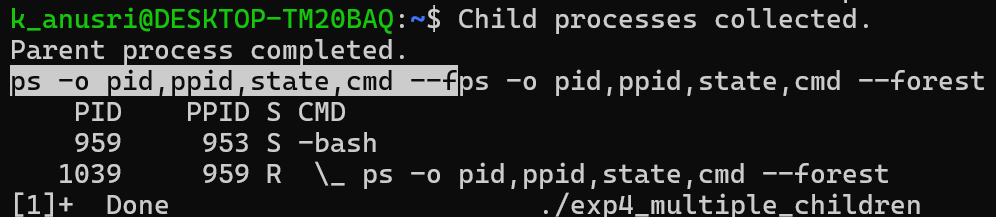 k_anusri@DESKTOP-TM20BAQ:~$ Child processes collected.
Parent process completed.
ps -o pid,ppid,state,cmd --fps -o pid,ppid,state,cmd --forest
    PID    PPID S CMD
    959     953 S -bash
   1039     959 R  \_ ps -o pid,ppid,state,cmd --forest
[1]+  Done                    ./exp4_multiple_children